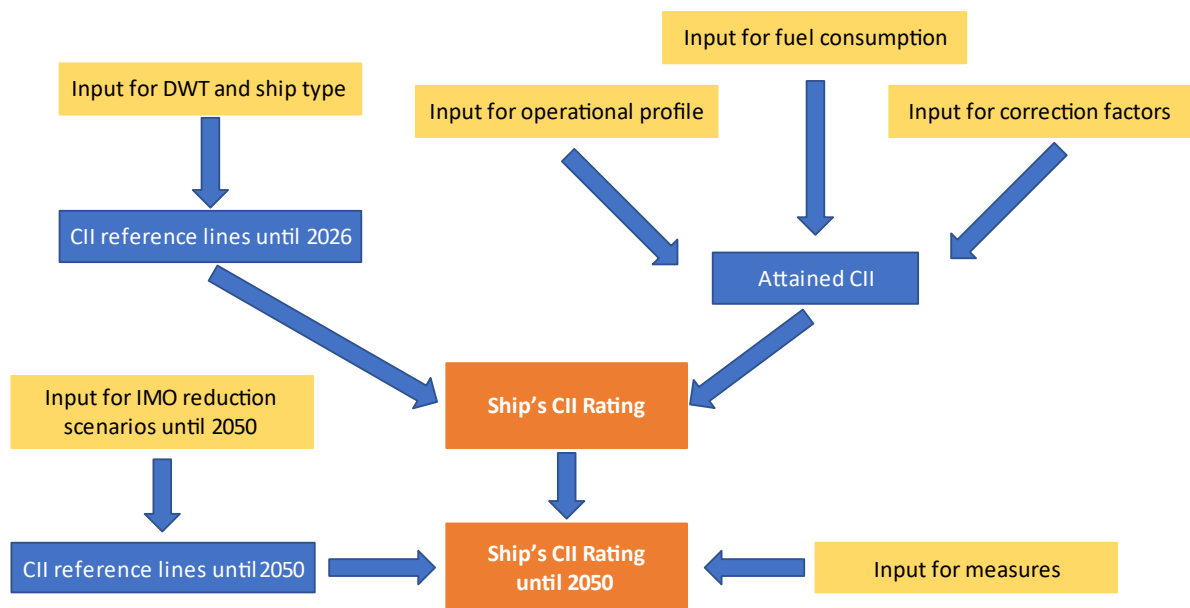 Input for fuel consumption
Input for DWT and ship type
Input for operational profile
Input for correction factors
CII reference lines until 2026
Attained CII
Input for IMO reduction
scenarios until 2050
Ship's CII Rating
CII reference lines until 2050
Ship's CII Rating
until 2050
Input for measures